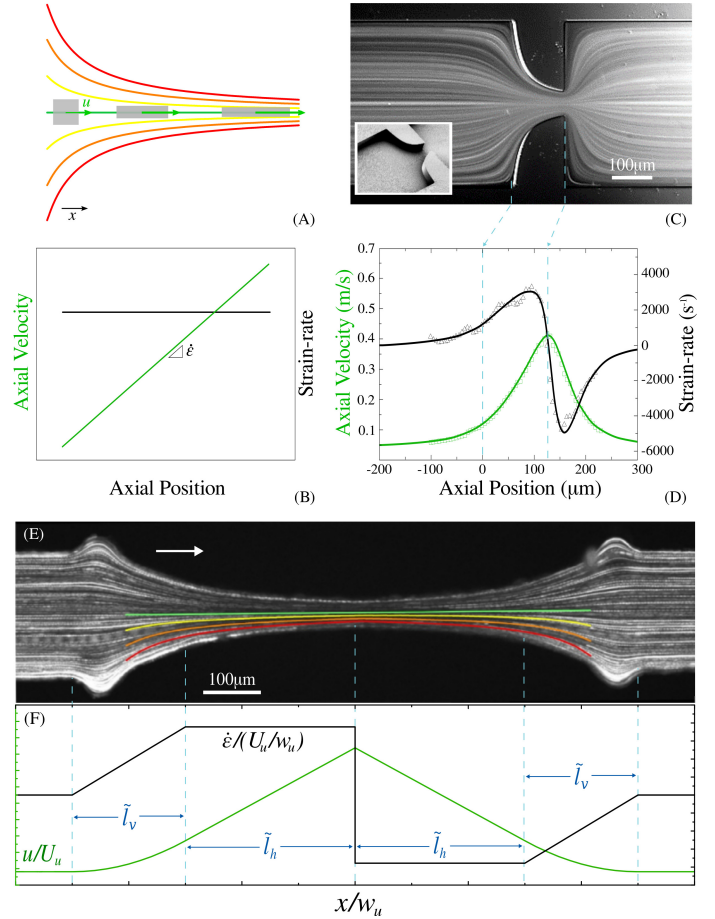 u
x
(A)
100μm
(C)
Axial Velocity
ε̇
Strain-rate
Axial Position
(B)
Axial Velocity (m/s)
0.7
0.6
0.5
0.4
0.3
0.2
0.1
-200 -100 0 100 200 300
Axial Position (μm)
4000
2000
0
-2000
-4000
-6000
Strain-rate (s⁻¹)
(D)
(E)
100μm
(F)
ε̇/(Uᵤ/wᵤ)
l̃ᵥ
l̃ᵥ
u/Uᵤ
l̃ₕ
l̃ₕ
x/wᵤ